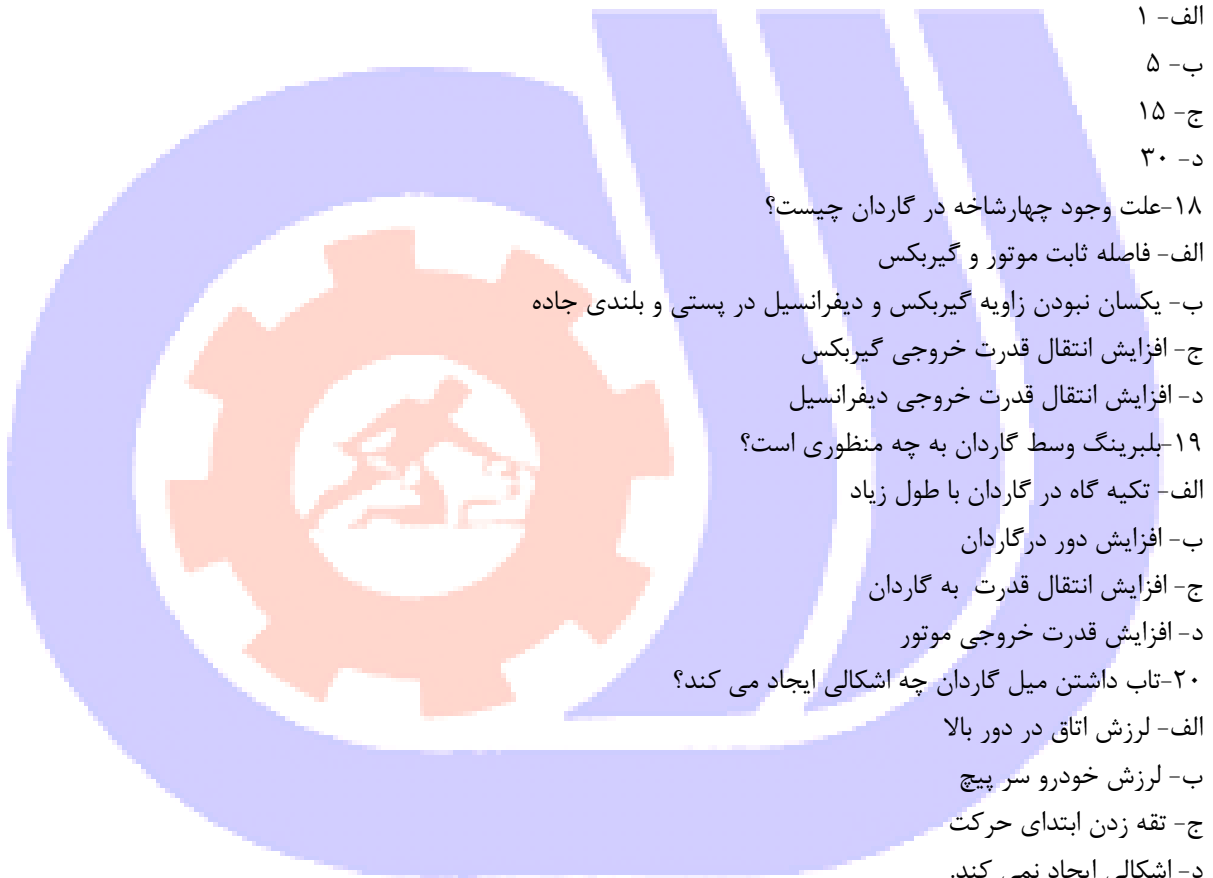 الف- ۱
ب- ۵
ج- ۱۵
د- ۳۰
۱۸-علت وجود چهارشاخه در گاردان چیست؟
الف- فاصله ثابت موتور و گیربکس
ب- یکسان نبودن زاویه گیربکس و دیفرانسیل در پستی و بلندی جاده
ج- افزایش انتقال قدرت خروجی گیربکس
د- افزایش انتقال قدرت خروجی دیفرانسیل
۱۹-بلبرینگ وسط گاردان به چه منظوری است؟
الف- تکیه گاه در گاردان با طول زیاد
ب- افزایش دور درگاردان
ج- افزایش انتقال قدرت به گاردان
د- افزایش قدرت خروجی موتور
۲۰-تاب داشتن میل گاردان چه اشکالی ایجاد می کند؟
الف- لرزش اتاق در دور بالا
ب- لرزش خودرو سر پیچ
ج- تقه زدن ابتدای حرکت
د- اشکالی ایجاد نمی کند.